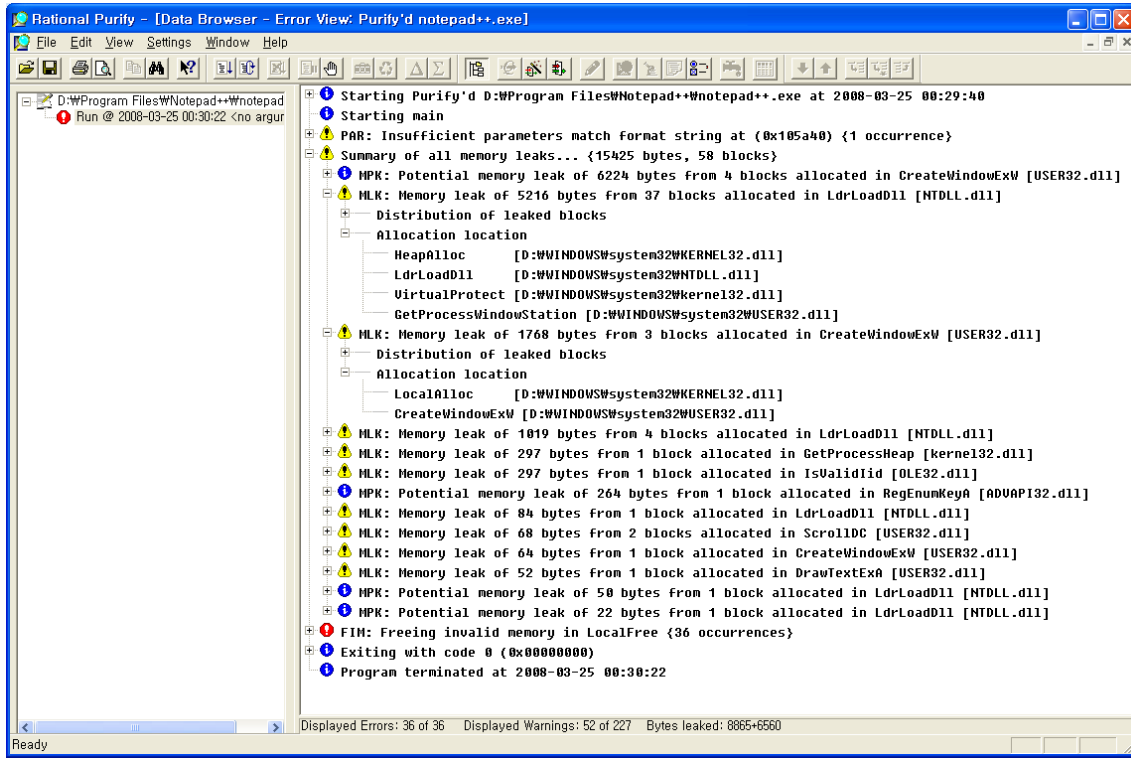 Rational Purify - [Data Browser - Error View: Purify'd notepad++.exe]
File Edit View Settings Window Help
D:₩Program Files₩Notepad++₩notepad
Run @ 2008-03-25 00:30:22 <no argur
Starting Purify'd D:₩Program Files₩Notepad++₩notepad++.exe at 2008-03-25 00:29:40
Starting main
PAR: Insufficient parameters match format string at (0x105a40) {1 occurrence}
Summary of all memory leaks... {15425 bytes, 58 blocks}
MPK: Potential memory leak of 6224 bytes from 4 blocks allocated in CreateWindowExW [USER32.dll]
MLK: Memory leak of 5216 bytes from 37 blocks allocated in LdrLoadDll [NTDLL.dll]
Distribution of leaked blocks
Allocation location
HeapAlloc [D:₩WINDOWS₩system32₩KERNEL32.dll]
LdrLoadDll [D:₩WINDOWS₩system32₩NTDLL.dll]
VirtualProtect [D:₩WINDOWS₩system32₩kernel32.dll]
GetProcessWindowStation [D:₩WINDOWS₩system32₩USER32.dll]
MLK: Memory leak of 1768 bytes from 3 blocks allocated in CreateWindowExW [USER32.dll]
Distribution of leaked blocks
Allocation location
LocalAlloc [D:₩WINDOWS₩system32₩KERNEL32.dll]
CreateWindowExW [D:₩WINDOWS₩system32₩USER32.dll]
MLK: Memory leak of 1019 bytes from 4 blocks allocated in LdrLoadDll [NTDLL.dll]
MLK: Memory leak of 297 bytes from 1 block allocated in GetProcessHeap [kernel32.dll]
MLK: Memory leak of 297 bytes from 1 block allocated in IsValidIid [OLE32.dll]
MPK: Potential memory leak of 264 bytes from 1 block allocated in RegEnumKeyA [ADVAPI32.dll]
MLK: Memory leak of 84 bytes from 1 block allocated in LdrLoadDll [NTDLL.dll]
MLK: Memory leak of 68 bytes from 2 blocks allocated in ScrollDC [USER32.dll]
MLK: Memory leak of 64 bytes from 1 block allocated in CreateWindowExW [USER32.dll]
MLK: Memory leak of 52 bytes from 1 block allocated in DrawTextExA [USER32.dll]
MPK: Potential memory leak of 50 bytes from 1 block allocated in LdrLoadDll [NTDLL.dll]
MPK: Potential memory leak of 22 bytes from 1 block allocated in LdrLoadDll [NTDLL.dll]
FIM: Freeing invalid memory in LocalFree {36 occurrences}
Exiting with code 0 (0x00000000)
Program terminated at 2008-03-25 00:30:22
Displayed Errors: 36 of 36 Displayed Warnings: 52 of 227 Bytes leaked: 8865+6560
Ready